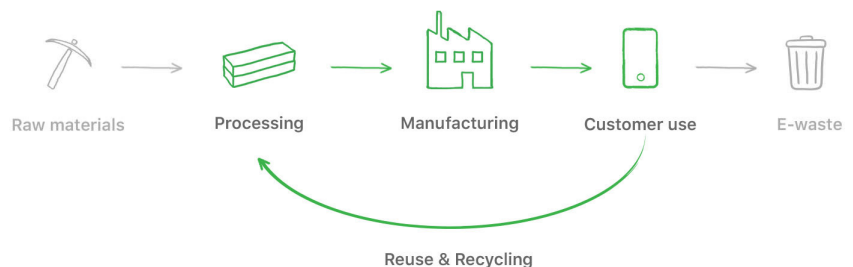 Raw materials
Processing
Manufacturing
Customer use
E-waste
Reuse & Recycling